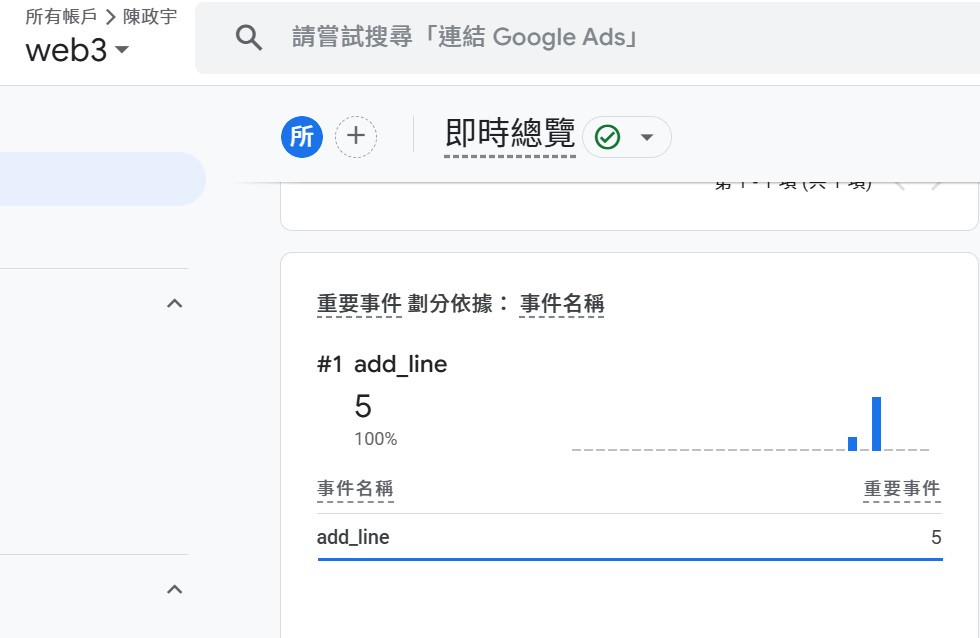 所有帳戶 > 陳政宇
web3
請嘗試搜尋「連結 Google Ads」
所
即時總覽
第 1 - 1 項 (共 1 項)
重要事件 劃分依據： 事件名稱
#1 add_line
5
100%
事件名稱 重要事件
add_line 5